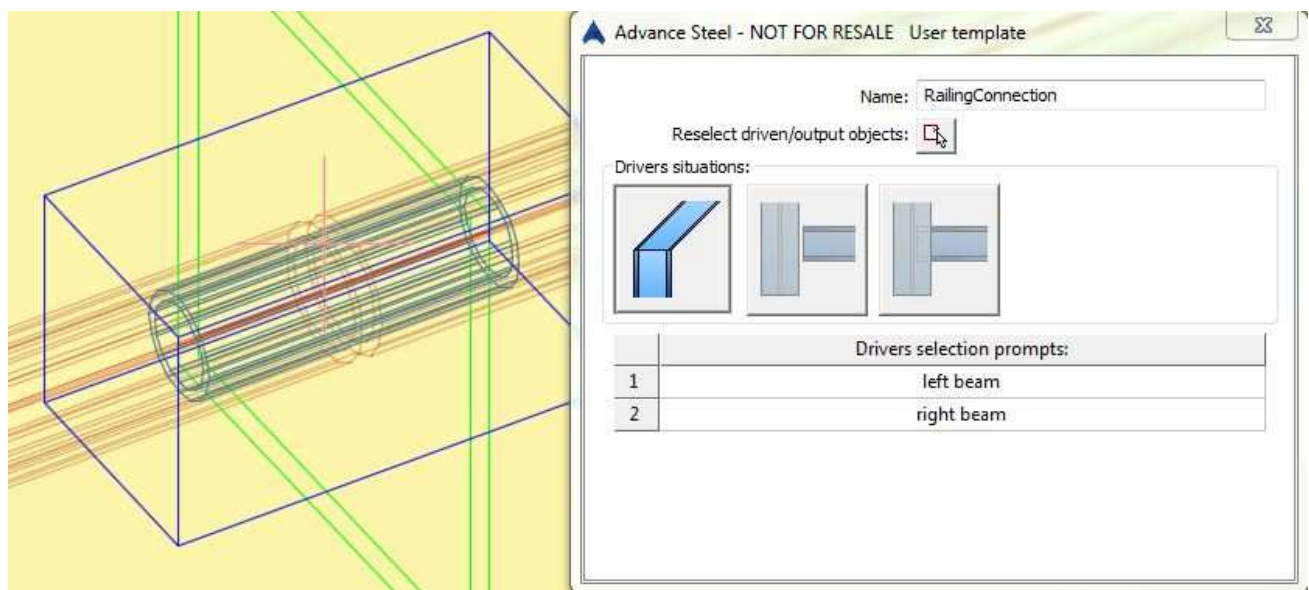 Advance Steel - NOT FOR RESALE User template
Name: RailingConnection
Reselect driven/output objects:
Drivers situations:
Drivers selection prompts:
1 left beam
2 right beam